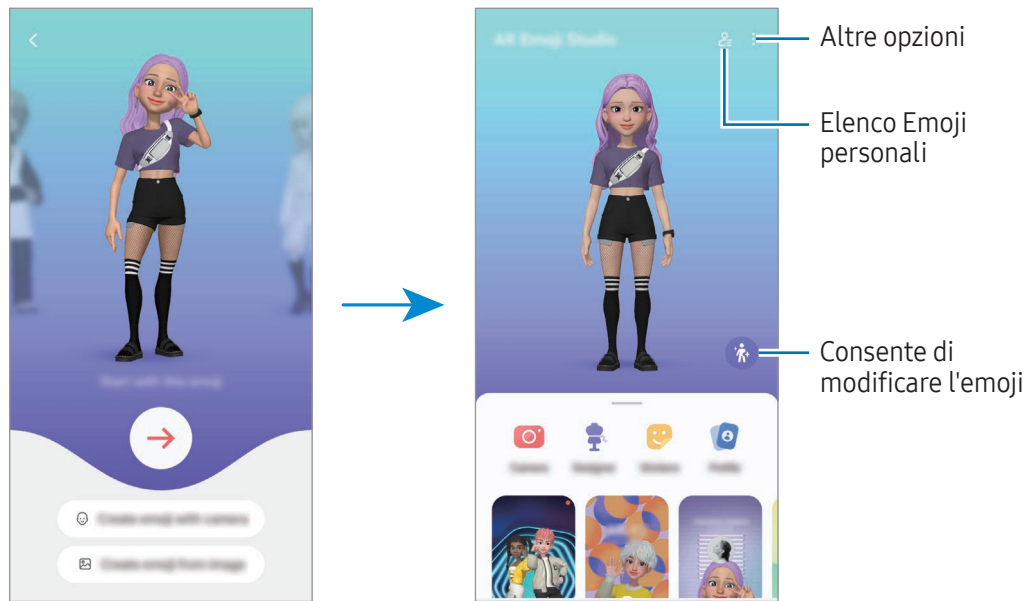 Altre opzioni
Elenco Emoji
personali
Consente di
modificare l'emoji
AR Emoji Studio
Start with this emoji
Camera
Stickers
Profile
Create emoji with camera
Create emoji from image